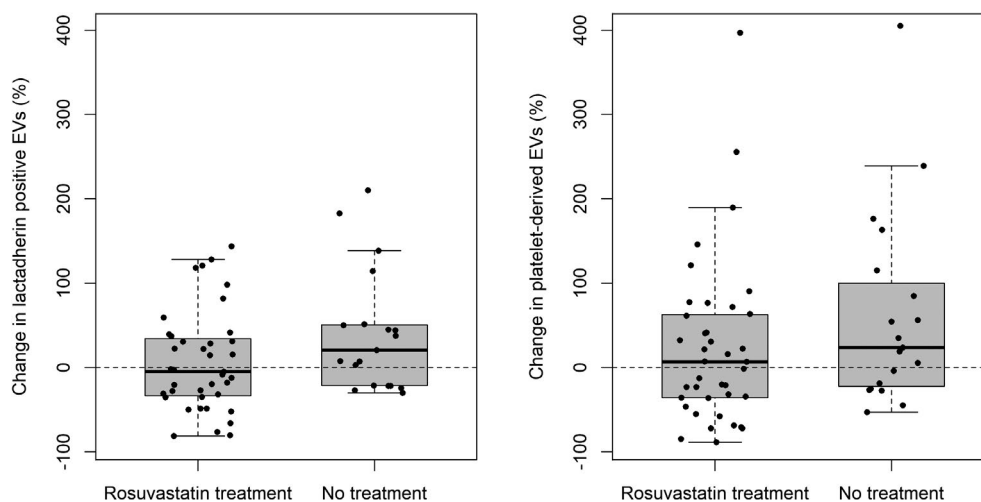 Change in lactadherin positive EVs (%)
400
300
200
100
0
-100
Rosuvastatin treatment
No treatment
Change in platelet-derived EVs (%)
400
300
200
100
0
-100
Rosuvastatin treatment
No treatment